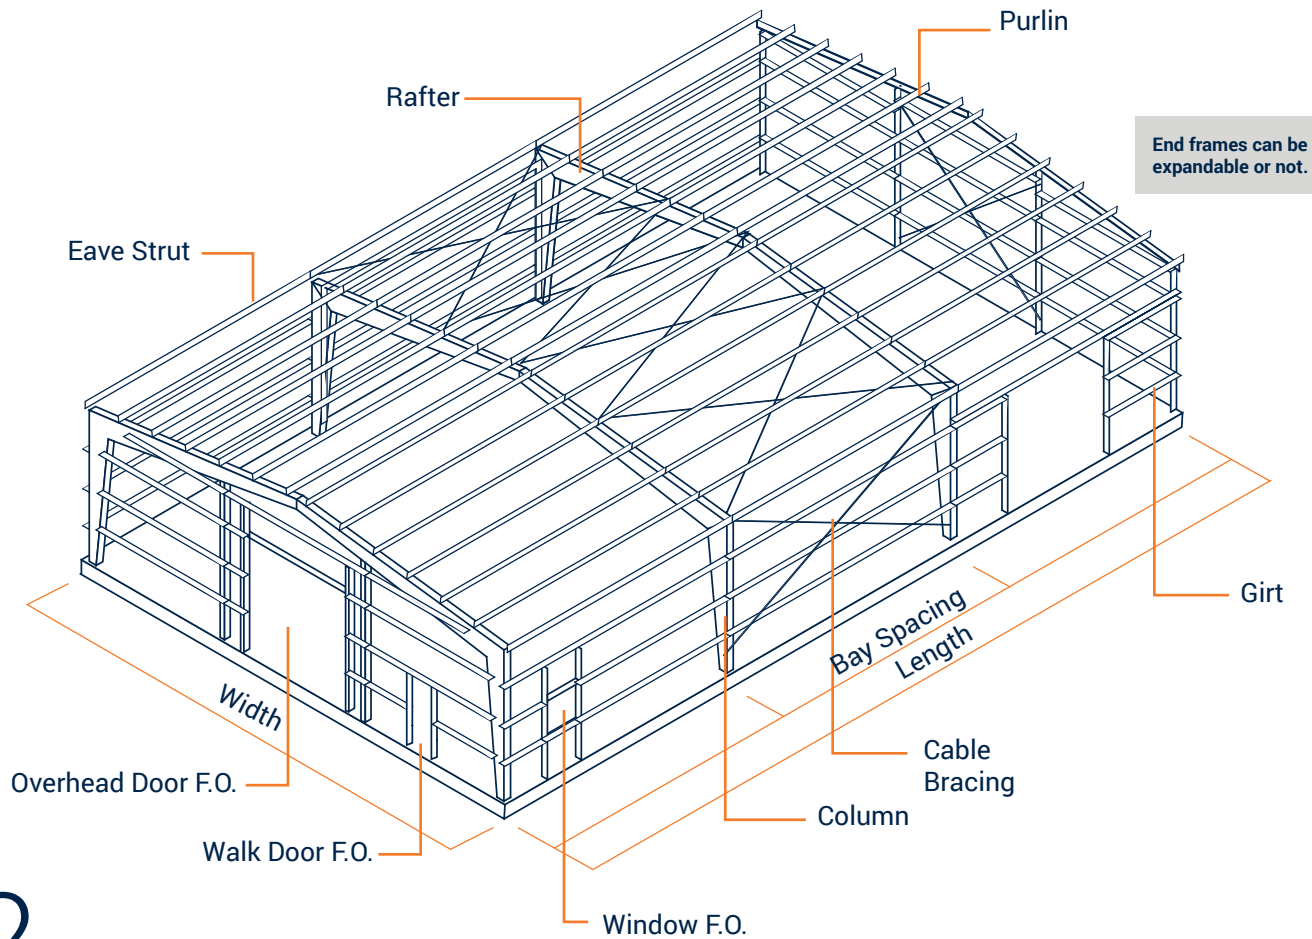 Purlin
Rafter
End frames can be
expandable or not.
Eave Strut
Girt
Bay Spacing
Length
Width
Cable
Bracing
Overhead Door F.O.
Column
Walk Door F.O.
Window F.O.